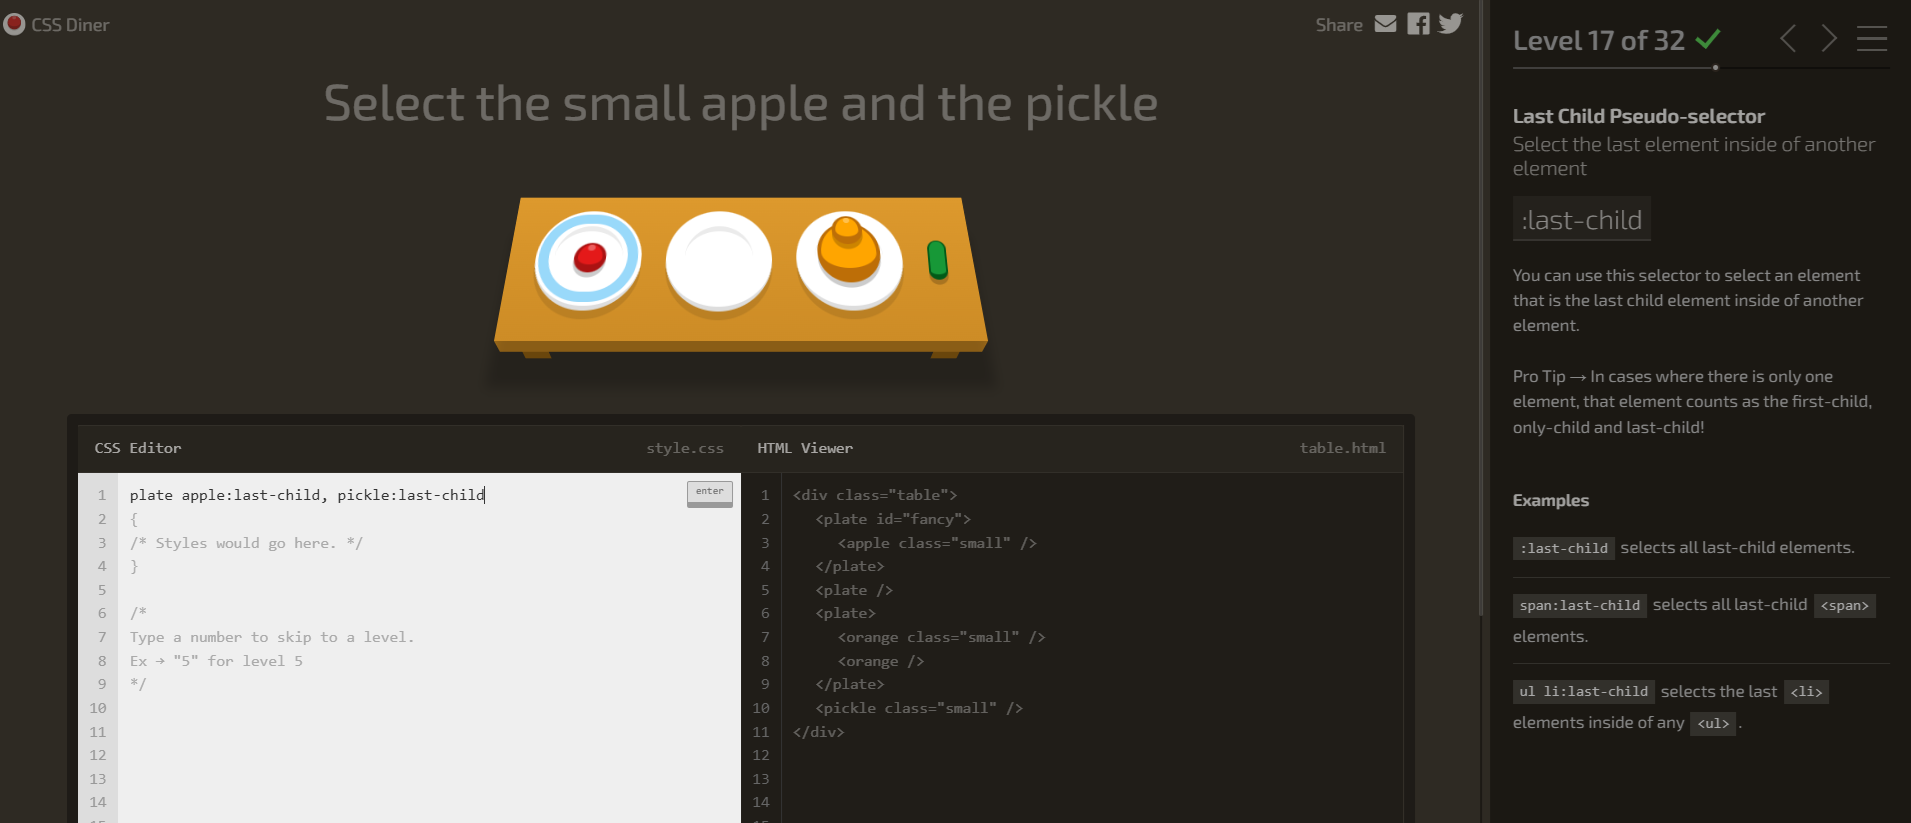 CSS Diner
Share
Select the small apple and the pickle
CSS Editor
style.css
1 plate apple:last-child, pickle:last-child
enter
2 {
3 /* Styles would go here. */
4 }
5
6 /*
7 Type a number to skip to a level.
8 Ex → "5" for level 5
9 */
10
11
12
13
14
HTML Viewer
table.html
1 <div class="table">
2 <plate id="fancy">
3 <apple class="small" />
4 </plate>
5 <plate />
6 <plate>
7 <orange class="small" />
8 <orange />
9 </plate>
10 <pickle class="small" />
11 </div>
12
13
14
Level 17 of 32
Last Child Pseudo-selector
Select the last element inside of another
element
:last-child
You can use this selector to select an element
that is the last child element inside of another
element.
Pro Tip → In cases where there is only one
element, that element counts as the first-child,
only-child and last-child!
Examples
:last-child selects all last-child elements.
span:last-child selects all last-child <span>
elements.
ul li:last-child selects the last <li>
elements inside of any <ul> .